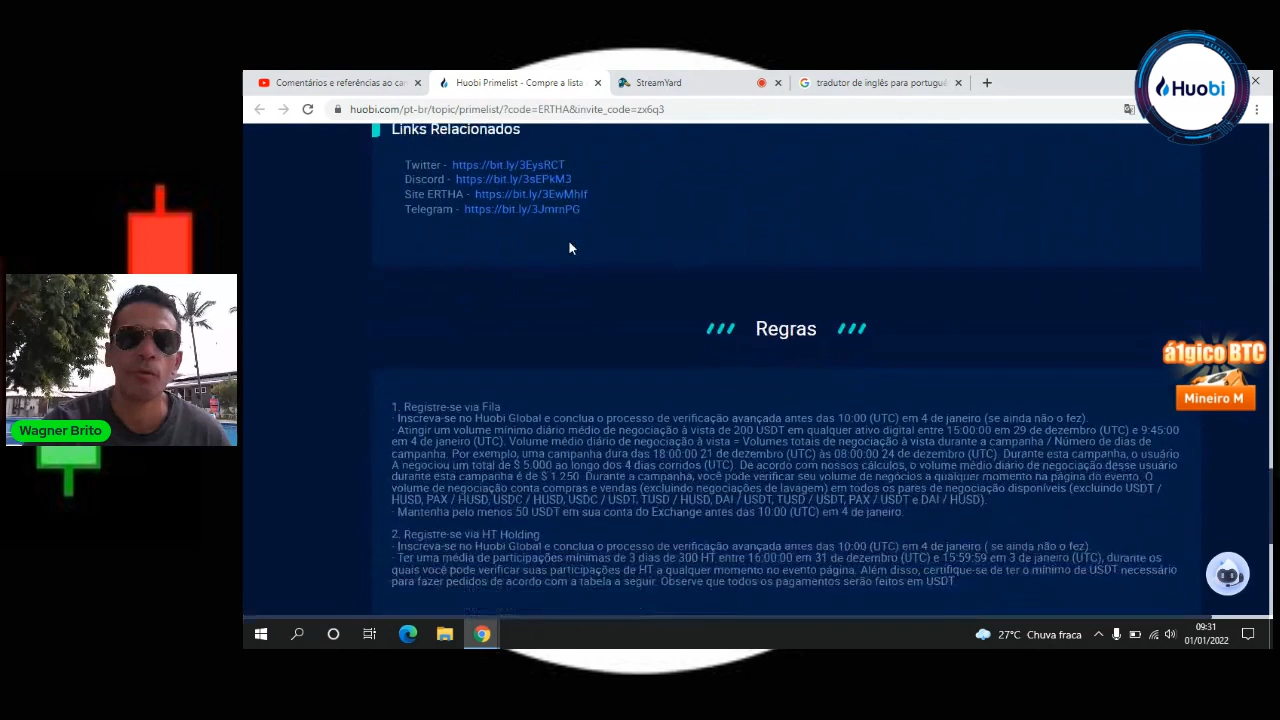 Huobi
Comentários e referências ao car
Huobi Primelist - Compre a lista
StreamYard
tradutor de inglês para portugu
huobi.com/pt-br/topic/primelist/?code=ERTHA&invite_code=zx6q3
Links Relacionados
Twitter - https://bit.ly/3EysRCT
Discord - https://bit.ly/3sEPkM3
Site ERTHA - https://bit.ly/3EwMhIf
Telegram - https://bit.ly/3JmrnPG
/// Regras ///
á1gico BTC
Mineiro M
Wagner Brito
1. Registre-se via Fila
· Inscreva-se no Huobi Global e conclua o processo de verificação avançada antes das 10:00 (UTC) em 4 de janeiro (se ainda não o fez).
· Atingir um volume mínimo diário médio de negociação à vista de 200 USDT em qualquer ativo digital entre 15:00:00 em 29 de dezembro (UTC) e 9:45:00
em 4 de janeiro (UTC). Volume médio diário de negociação à vista = Volumes totais de negociação à vista durante a campanha / Número de dias de
campanha. Por exemplo, uma campanha dura das 18:00:00 21 de dezembro (UTC) às 08:00:00 24 de dezembro (UTC). Durante esta campanha, o usuário
A negociou um total de $ 5.000 ao longo dos 4 dias corridos (UTC). De acordo com nossos cálculos, o volume médio diário de negociação desse usuário
durante esta campanha é de $ 1.250. Durante a campanha, você pode verificar seu volume de negócios a qualquer momento na página do evento. O
volume de negociação conta compras e vendas (excluindo negociações de lavagem) em todos os pares de negociação disponíveis (excluindo USDT /
HUSD, PAX / HUSD, USDC / HUSD, USDC / USDT, TUSD / HUSD, DAI / USDT, TUSD / USDT, PAX / USDT e DAI / HUSD).
· Mantenha pelo menos 50 USDT em sua conta do Exchange antes das 10:00 (UTC) em 4 de janeiro.
2. Registre-se via HT Holding
· Inscreva-se no Huobi Global e conclua o processo de verificação avançada antes das 10:00 (UTC) em 4 de janeiro ( se ainda não o fez).
· Ter uma média de participações mínimas de 3 dias de 300 HT entre 16:00:00 em 31 de dezembro (UTC) e 15:59:59 em 3 de janeiro (UTC), durante os
quais você pode verificar suas participações de HT a qualquer momento no evento página. Além disso, certifique-se de ter o mínimo de USDT necessário
para fazer pedidos de acordo com a tabela a seguir. Observe que todos os pagamentos serão feitos em USDT
27°C Chuva fraca
09:31
01/01/2022